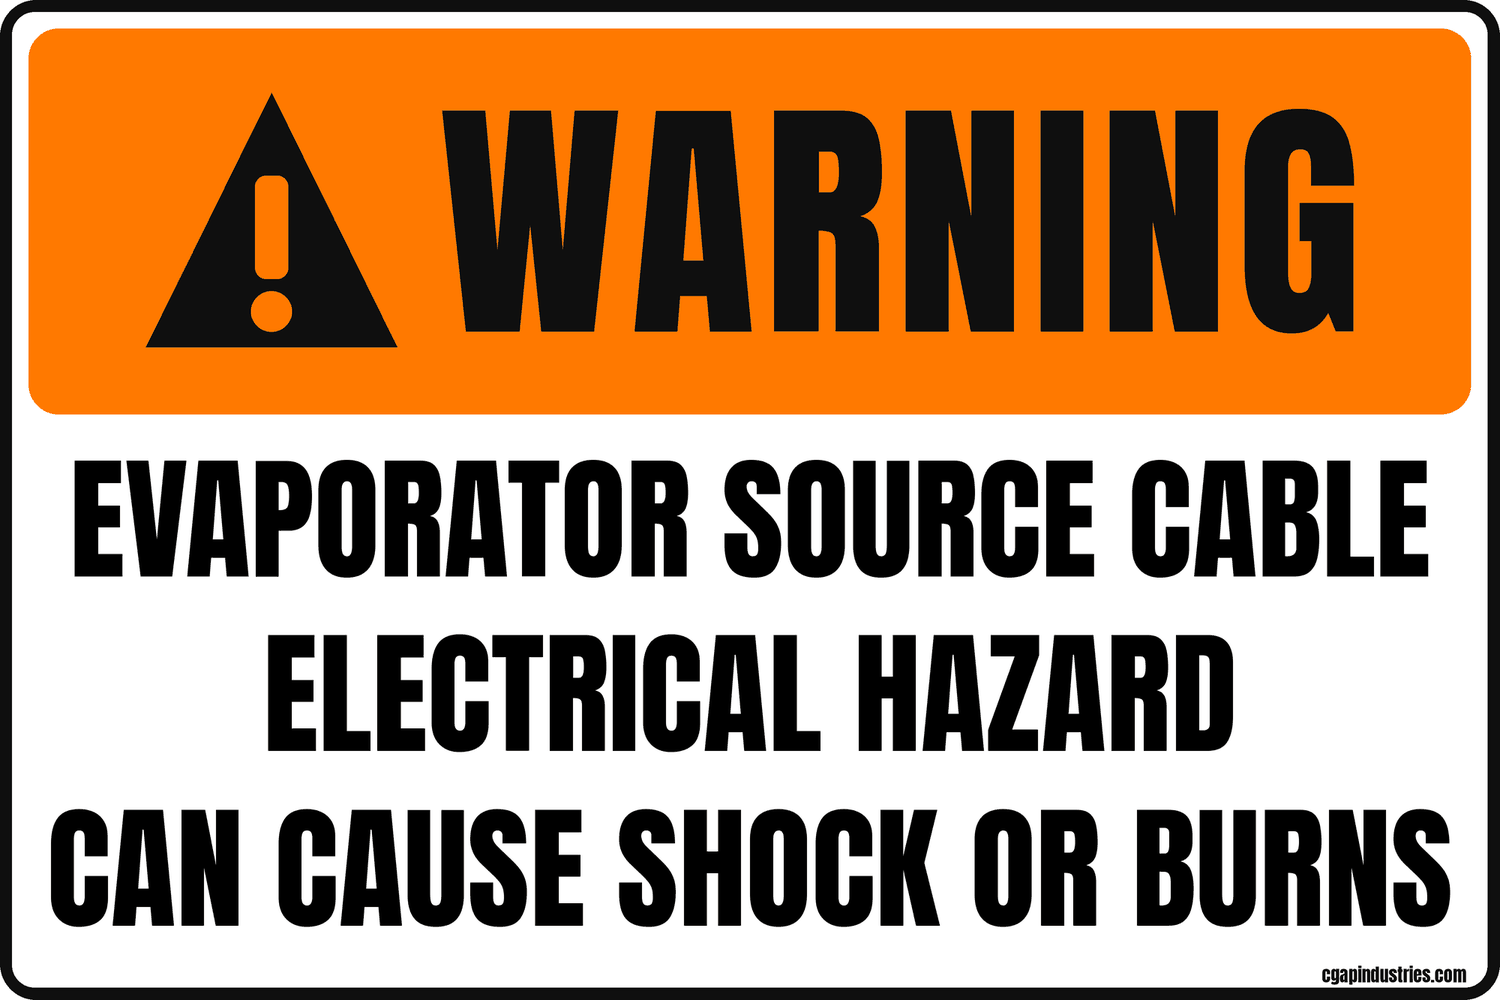 WARNING
EVAPORATOR SOURCE CABLE
ELECTRICAL HAZARD
CAN CAUSE SHOCK OR BURNS
cgapindustries.com